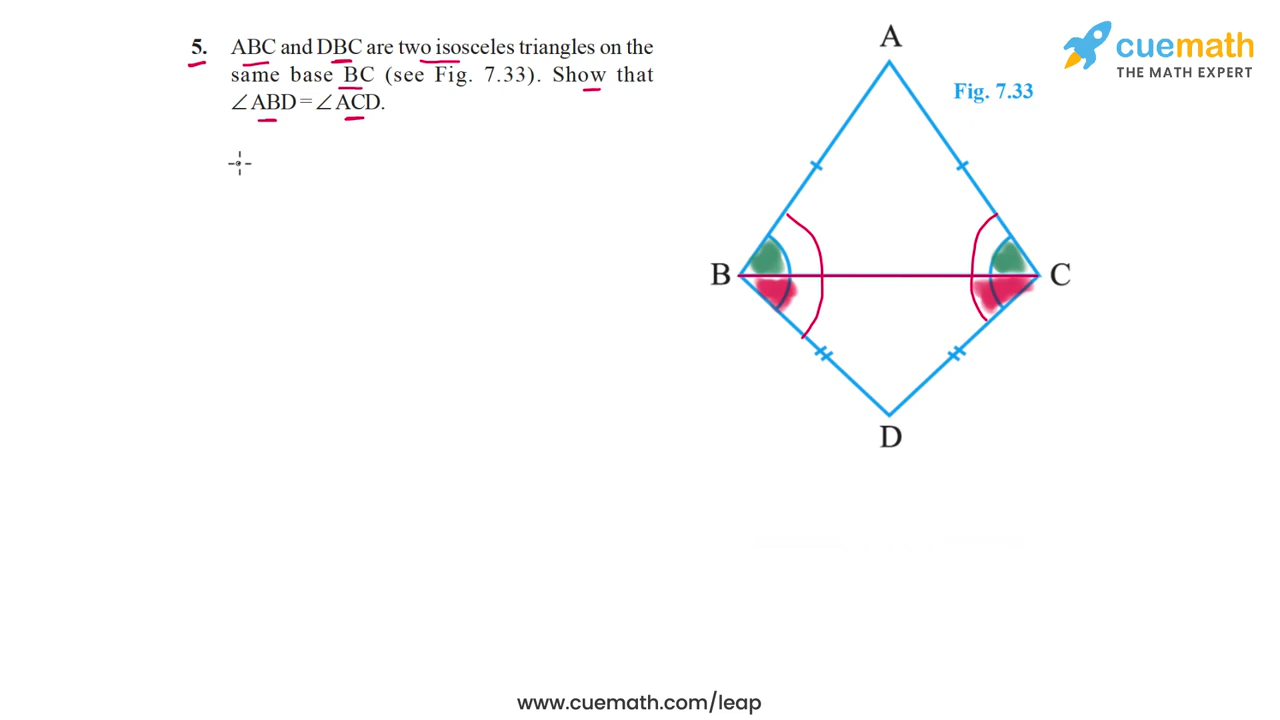 5. ABC and DBC are two isosceles triangles on the
same base BC (see Fig. 7.33). Show that
∠ABD=∠ACD.
A
cuemath
THE MATH EXPERT
Fig. 7.33
B
C
D
www.cuemath.com/leap